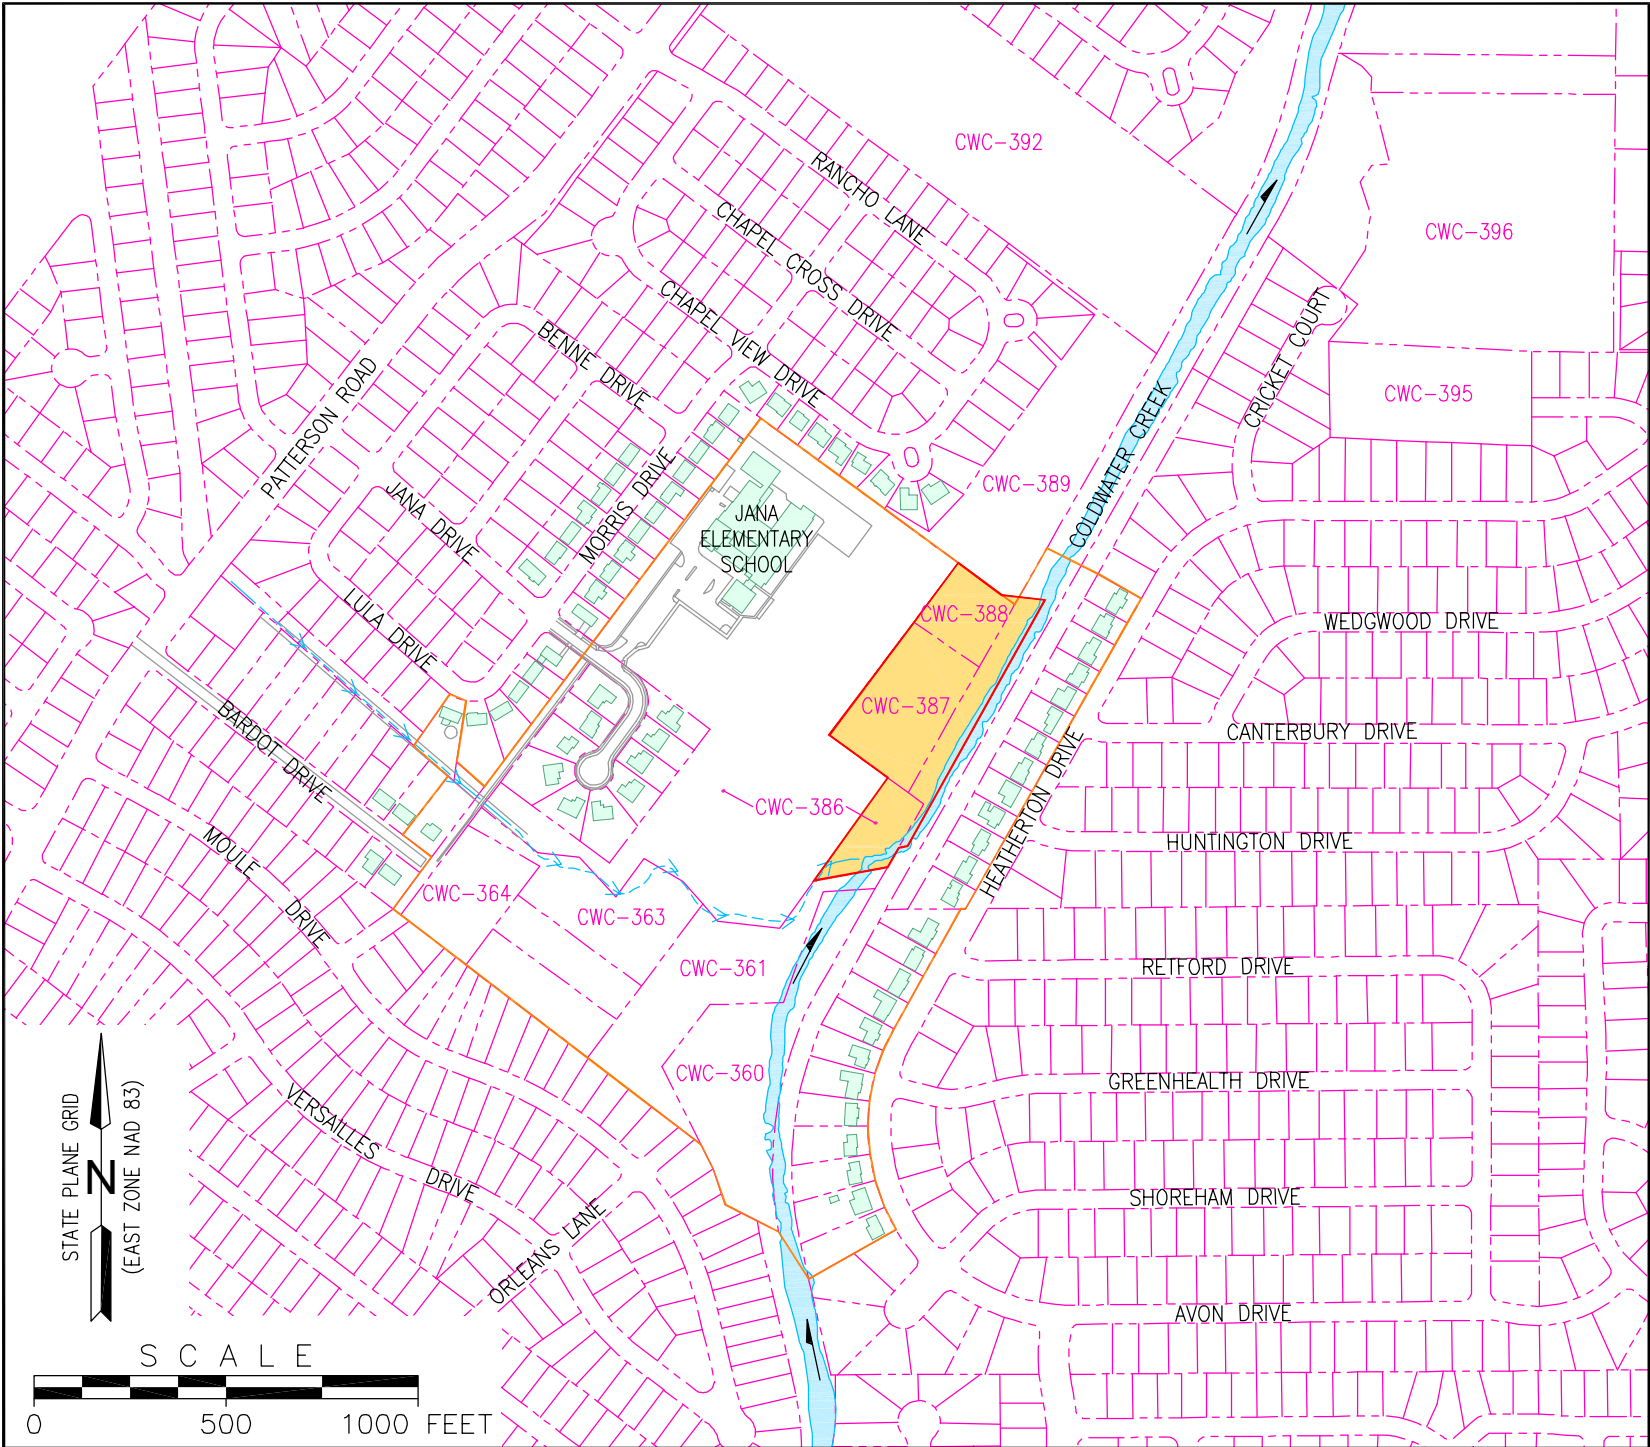 CWC-392
RANCHO LANE
CHAPEL CROSS DRIVE
CWC-396
CHAPEL VIEW DRIVE
BENNE DRIVE
CRICKET COURT
PATTERSON ROAD
CWC-395
COLDWATER CREEK
MORRIS DRIVE
JANA DRIVE
CWC-389
JANA
ELEMENTARY
SCHOOL
LULA DRIVE
CWC-388
WEDGWOOD DRIVE
CWC-387
BARDOT DRIVE
CANTERBURY DRIVE
HEATHERTON DRIVE
CWC-386
MOULE
DRIVE
HUNTINGTON DRIVE
CWC-364
CWC-363
CWC-361
RETFORD DRIVE
CWC-360
GREENHEALTH DRIVE
VERSAILLES
DRIVE
SHOREHAM DRIVE
ORLEANS LANE
AVON DRIVE
STATE PLANE GRID
N
(EAST ZONE NAD 83)
SCALE
0 500 1000 FEET